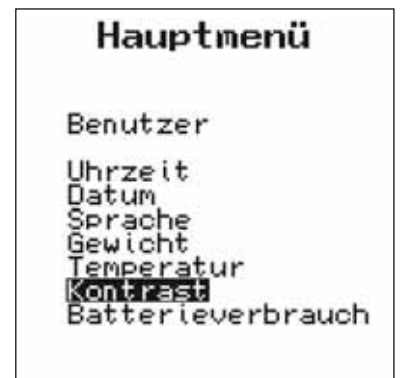 Hauptmenü
Benutzer
Uhrzeit
Datum
Sprache
Gewicht
Temperatur
Kontrast
Batterieverbrauch